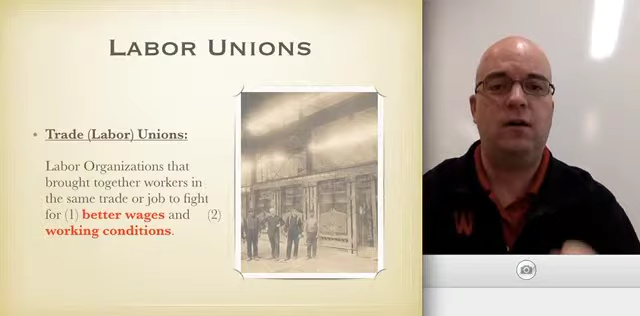 LABOR UNIONS
• Trade (Labor) Unions:
Labor Organizations that
brought together workers in
the same trade or job to fight
for (1) better wages and (2)
working conditions.
W